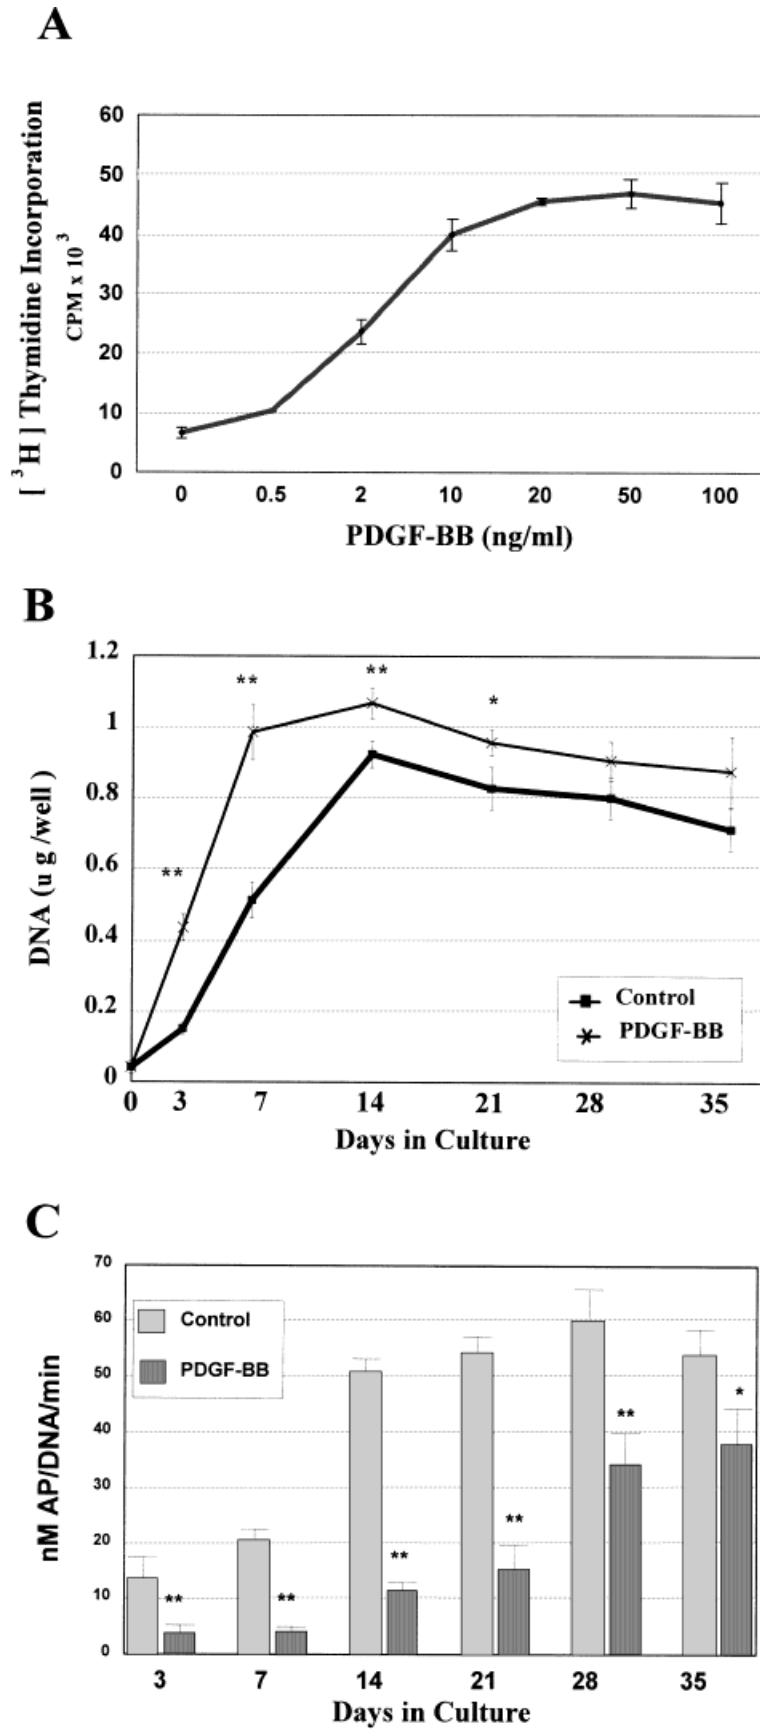 A
[ ³H ] Thymidine Incorporation
CPM x 10 ³
60
50
40
30
20
10
0
0 0.5 2 10 20 50 100
PDGF-BB (ng/ml)
B
DNA (u g /well )
1.2
1
0.8
0.6
0.4
0.2
0
** ** ** *
Control
PDGF-BB
0 3 7 14 21 28 35
Days in Culture
C
nM AP/DNA/min
70
60
50
40
30
20
10
0
Control
PDGF-BB
** ** ** ** ** *
3 7 14 21 28 35
Days in Culture